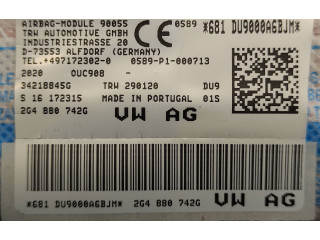 AIRBAG-MODULE 90055 0589 *681 DU9000A6BJM*
TRW AUTOMOTIVE GMBH
INDUSTRIESTRASSE 20
D-73553 ALFDORF (GERMANY)
TEL.+497172302-0 0589-P1-000713
2020 OUC90B -
34218845G TRW 290120 DU9
S 16 172315 MADE IN PORTUGAL 01S
2G4 880 742G VW AG
*681 DU9000A6BJM* 2G4 880 742G VW AG